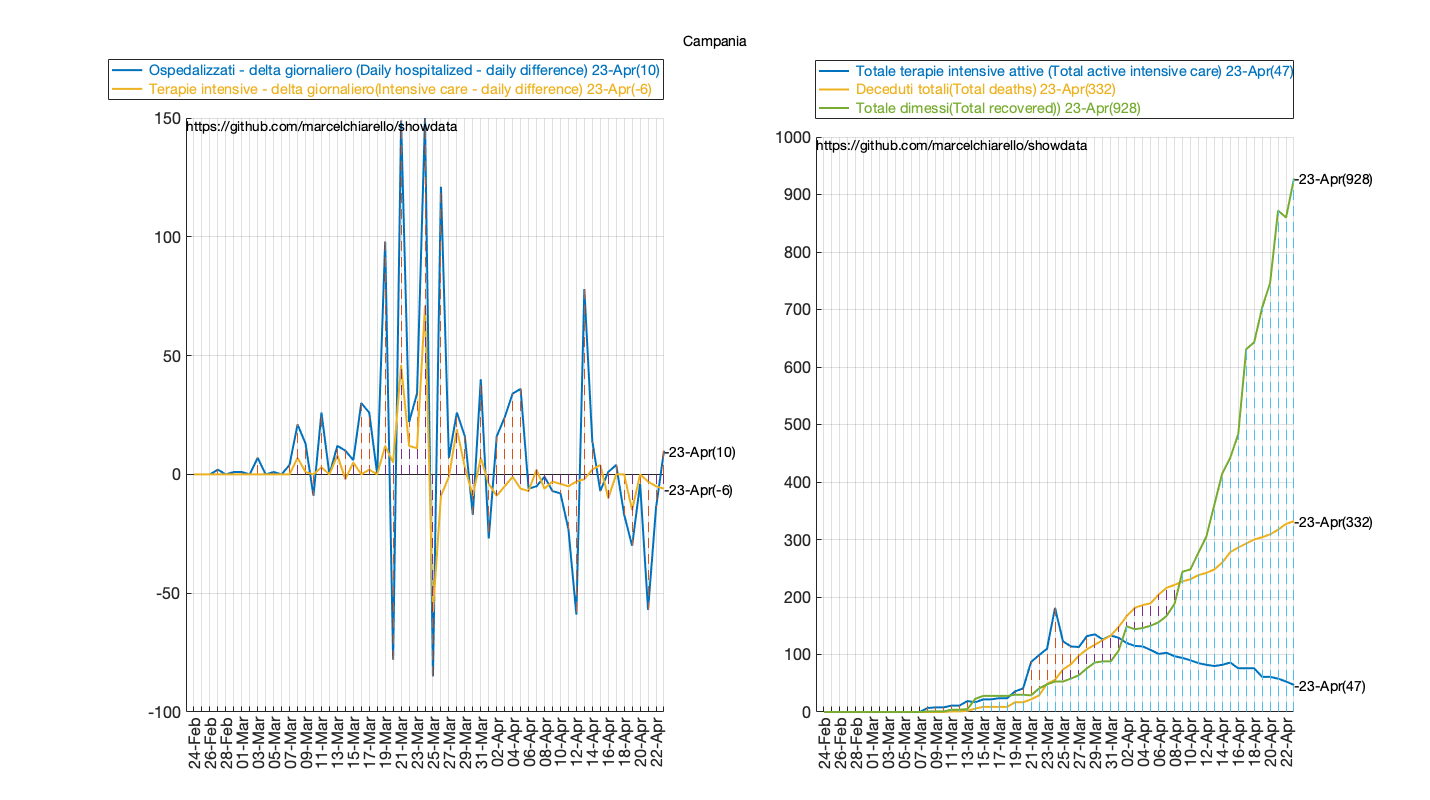 Campania
Ospedalizzati - delta giornaliero (Daily hospitalized - daily difference) 23-Apr(10)
Terapie intensive - delta giornaliero(Intensive care - daily difference) 23-Apr(-6)
https://github.com/marcelchiarello/showdata
150
100
50
0
-50
-100
-23-Apr(10)
-23-Apr(-6)
24-Feb
26-Feb
28-Feb
01-Mar
03-Mar
05-Mar
07-Mar
09-Mar
11-Mar
13-Mar
15-Mar
17-Mar
19-Mar
21-Mar
23-Mar
25-Mar
27-Mar
29-Mar
31-Mar
02-Apr
04-Apr
06-Apr
08-Apr
10-Apr
12-Apr
14-Apr
16-Apr
18-Apr
20-Apr
22-Apr
Totale terapie intensive attive (Total active intensive care) 23-Apr(47)
Deceduti totali(Total deaths) 23-Apr(332)
Totale dimessi(Total recovered)) 23-Apr(928)
https://github.com/marcelchiarello/showdata
1000
900
800
700
600
500
400
300
200
100
0
-23-Apr(928)
-23-Apr(332)
-23-Apr(47)
24-Feb
26-Feb
28-Feb
01-Mar
03-Mar
05-Mar
07-Mar
09-Mar
11-Mar
13-Mar
15-Mar
17-Mar
19-Mar
21-Mar
23-Mar
25-Mar
27-Mar
29-Mar
31-Mar
02-Apr
04-Apr
06-Apr
08-Apr
10-Apr
12-Apr
14-Apr
16-Apr
18-Apr
20-Apr
22-Apr